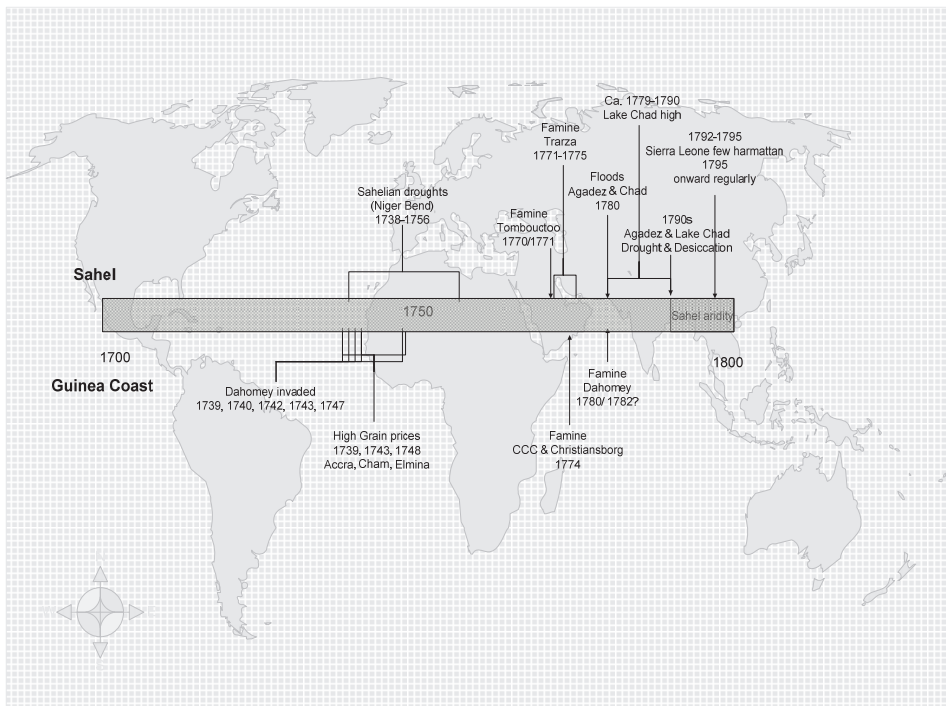 Ca. 1779-1790
Lake Chad high
Famine
Trarza
1771-1775
1792-1795
Sierra Leone few harmattan
1795
onward regularly
Floods
Agadez & Chad
1780
Sahelian droughts
(Niger Bend)
1738-1756
Famine
Tombouctoo
1770/1771
1790s
Agadez & Lake Chad
Drought & Desiccation
Sahel
1750
Sahel aridity
1700
1800
Guinea Coast
Dahomey invaded
1739, 1740, 1742, 1743, 1747
Famine
Dahomey
1780/ 1782?
High Grain prices
1739, 1743, 1748
Accra, Cham, Elmina
Famine
CCC & Christiansborg
1774